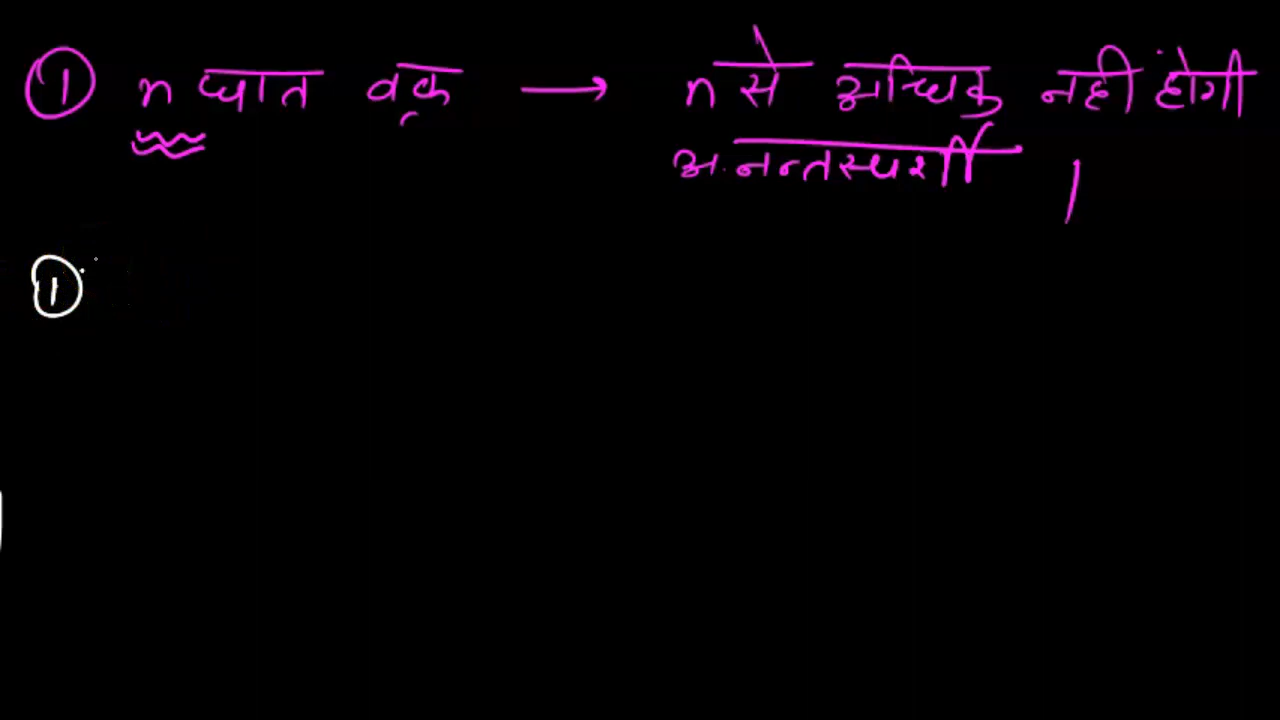 ① n घात वक्र → n से अधिक नही होगी
अनन्तस्पर्शी ।
①